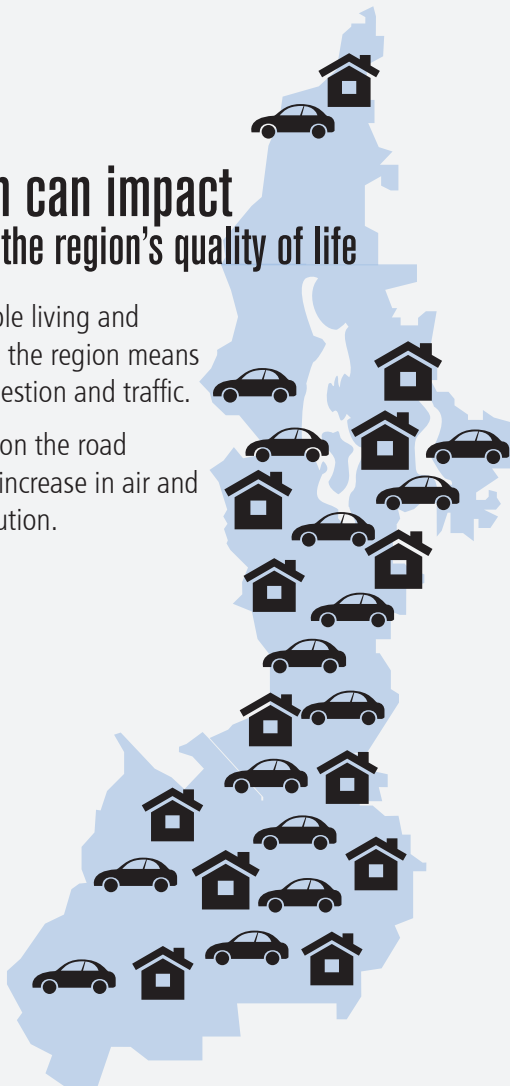 n can impact
the region’s quality of life
ple living and
the region means
estion and traffic.
on the road
increase in air and
ution.